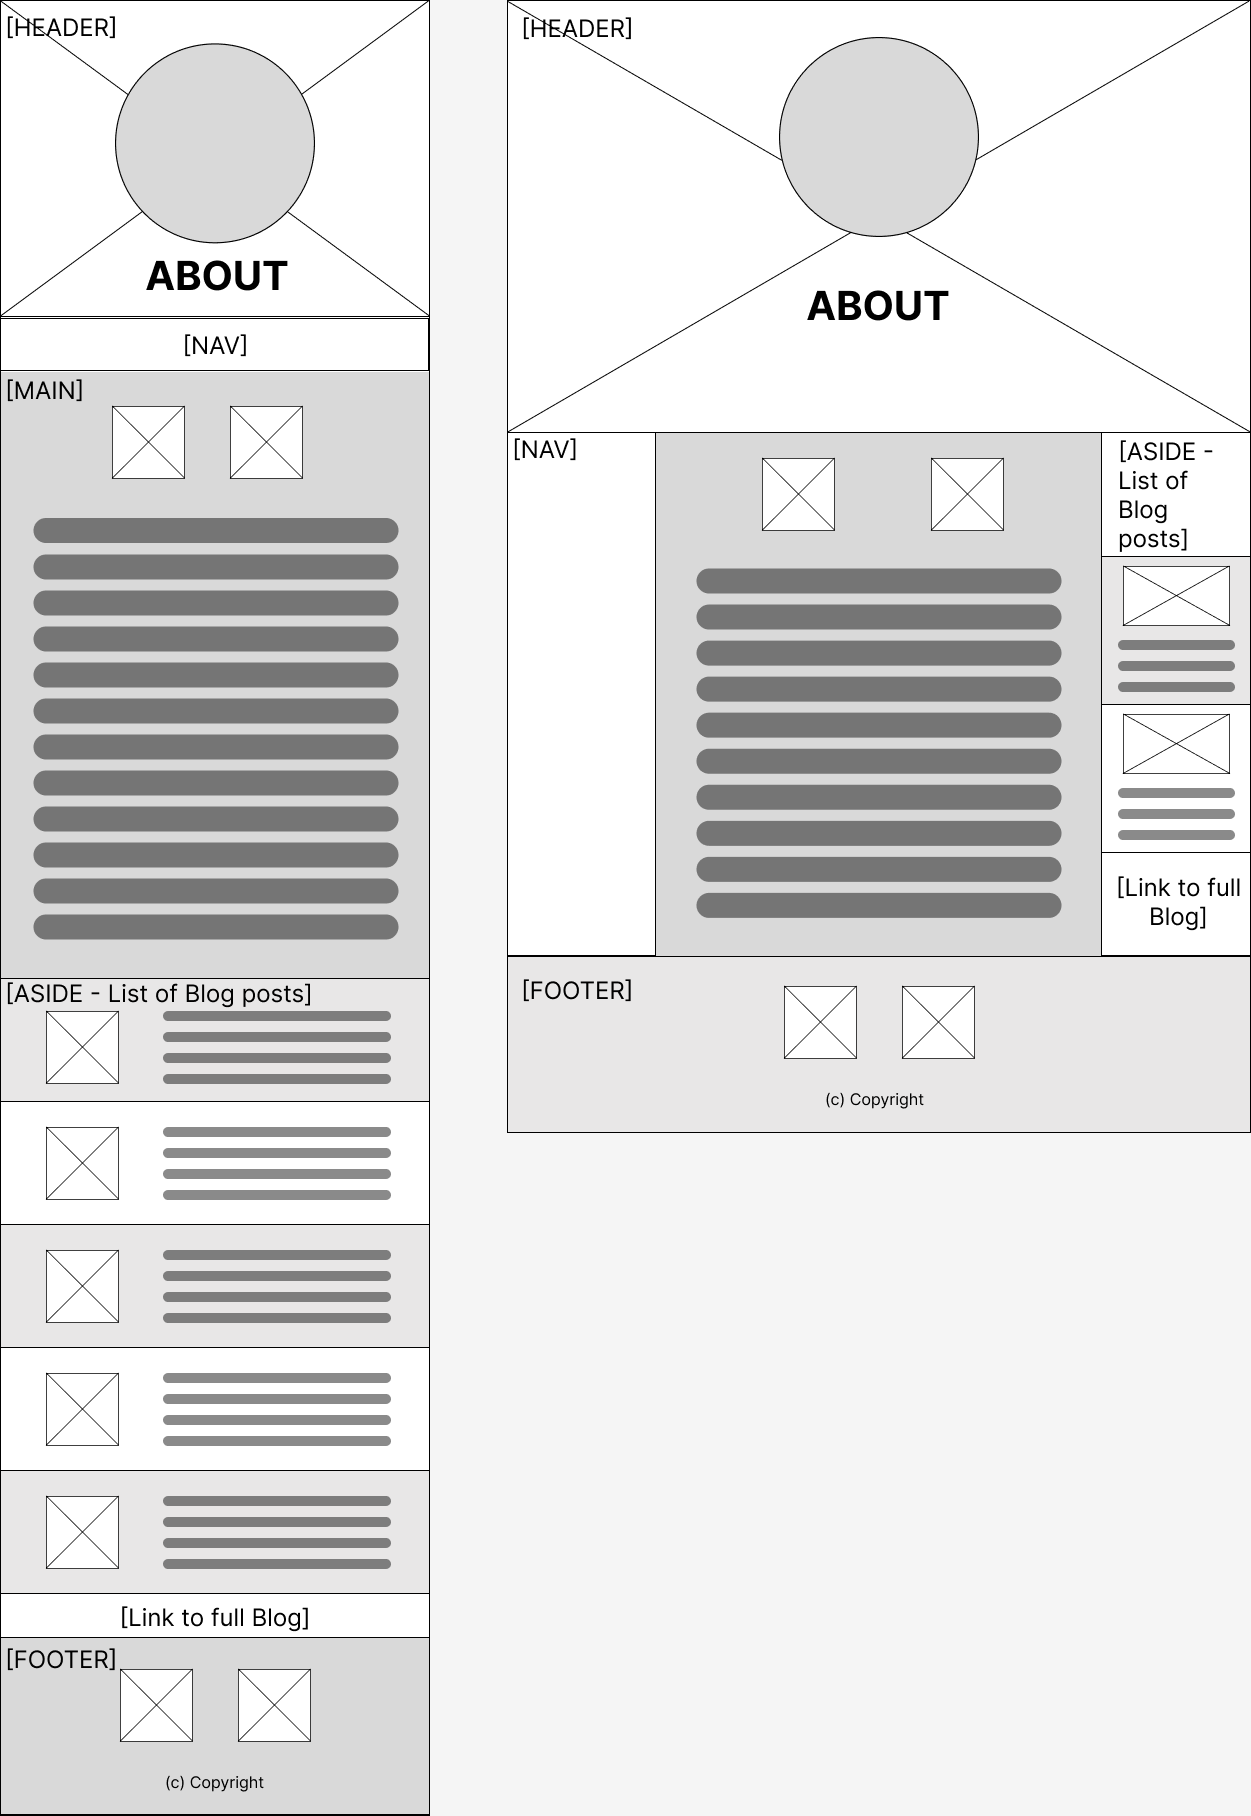 [HEADER]
ABOUT
[NAV]
[MAIN]
[ASIDE - List of Blog posts]
[Link to full Blog]
[FOOTER]
(c) Copyright
[HEADER]
ABOUT
[NAV]
[ASIDE -
List of
Blog
posts]
[Link to full
Blog]
[FOOTER]
(c) Copyright